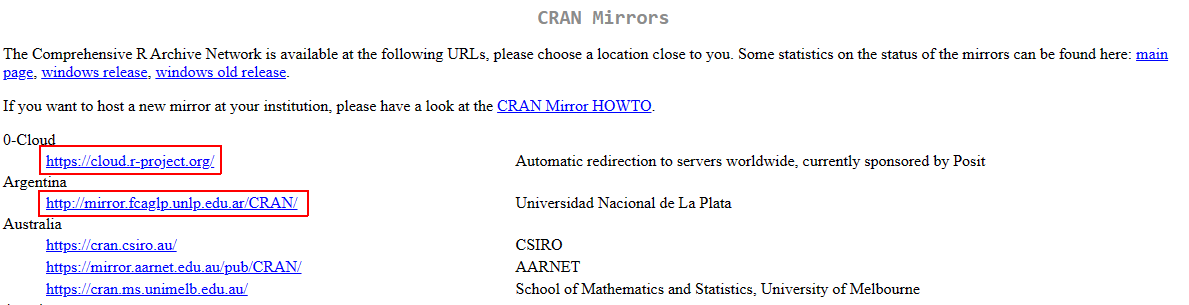 CRAN Mirrors
The Comprehensive R Archive Network is available at the following URLs, please choose a location close to you. Some statistics on the status of the mirrors can be found here: main
page, windows release, windows old release.
If you want to host a new mirror at your institution, please have a look at the CRAN Mirror HOWTO.
0-Cloud
https://cloud.r-project.org/ Automatic redirection to servers worldwide, currently sponsored by Posit
Argentina
http://mirror.fcaglp.unlp.edu.ar/CRAN/ Universidad Nacional de La Plata
Australia
https://cran.csiro.au/ CSIRO
https://mirror.aarnet.edu.au/pub/CRAN/ AARNET
https://cran.ms.unimelb.edu.au/ School of Mathematics and Statistics, University of Melbourne